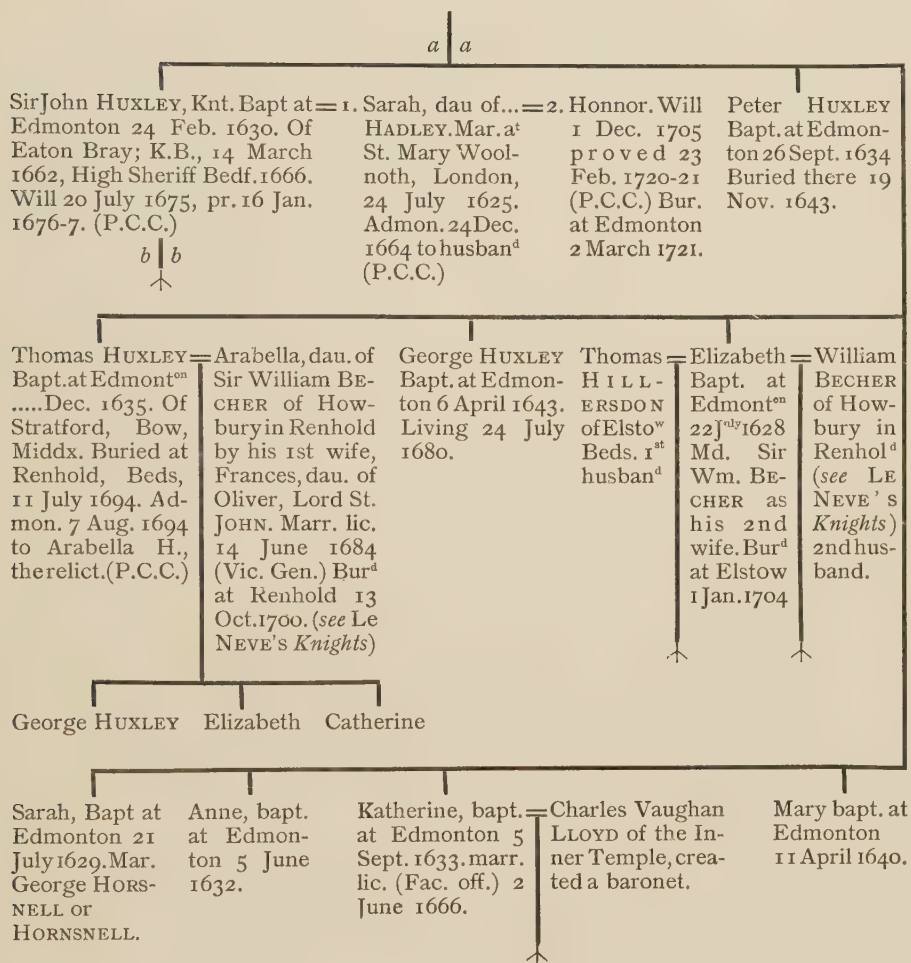 a a
Sir John HUXLEY, Knt. Bapt at
Edmonton 24 Feb. 1630. Of
Eaton Bray; K.B., 14 March
1662, High Sheriff Bedf. 1666.
Will 20 July 1675, pr. 16 Jan.
1676-7. (P.C.C.)
b b
= 1. Sarah, dau of...
HADLEY. Mar. at
St. Mary Wool-
noth, London,
24 July 1625.
Admon. 24 Dec.
1664 to husband
(P.C.C.)
= 2. Honnor. Will
1 Dec. 1705
proved 23
Feb. 1720-21
(P.C.C.) Bur.
at Edmonton
2 March 1721.
Peter HUXLEY
Bapt. at Edmon-
ton 26 Sept. 1634
Buried there 19
Nov. 1643.
Thomas HUXLEY =
Bapt. at Edmonton
.....Dec. 1635. Of
Stratford, Bow,
Middx. Buried at
Renhold, Beds,
11 July 1694. Ad-
mon. 7 Aug. 1694
to Arabella H.,
the relict. (P.C.C.)
Arabella, dau. of
Sir William BE-
CHER of How-
bury in Renhold
by his 1st wife,
Frances, dau. of
Oliver, Lord St.
JOHN. Marr. lic.
14 June 1684
(Vic. Gen.) Burd
at Renhold 13
Oct. 1700. (see Le
NEVE'S Knights)
George HUXLEY
Bapt. at Edmon-
ton 6 April 1643.
Living 24 July
1680.
Thomas =
HILL-
ERSDON
of Elstow
Beds. 1st
husband
Elizabeth =
Bapt. at
Edmonton
22 July 1628
Md. Sir
Wm. BE-
CHER as
his 2nd
wife. Burd
at Elstow
1 Jan. 1704
William
BECHER
of How-
bury in
Renhold
(see LE
NEVE'S
Knights)
2nd hus-
band.
George HUXLEY Elizabeth Catherine
Sarah, Bapt at
Edmonton 21
July 1629. Mar.
George HORS-
NELL or
HORNSNELL.
Anne, bapt.
at Edmon-
ton 5 June
1632.
Katherine, bapt. =
at Edmonton 5
Sept. 1633. marr.
lic. (Fac. off.) 2
June 1666.
Charles Vaughan
LLOYD of the In-
ner Temple, crea-
ted a baronet.
Mary bapt. at
Edmonton
11 April 1640.